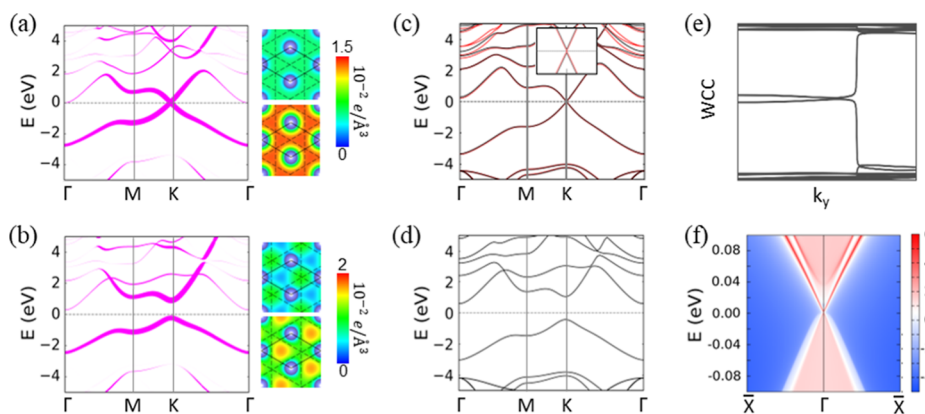 (a)
E (eV)
4
2
0
−2
−4
Γ
M
K
Γ
1.5
10⁻² e/Å³
0
(c)
E (eV)
4
2
0
−2
−4
Γ
M
K
Γ
(e)
WCC
k_y
(b)
E (eV)
4
2
0
−2
−4
Γ
M
K
Γ
2
10⁻² e/Å³
0
(d)
E (eV)
4
2
0
−2
−4
Γ
M
K
Γ
(f)
E (eV)
0.08
0.04
0.00
-0.04
-0.08
X̅
Γ
X̅